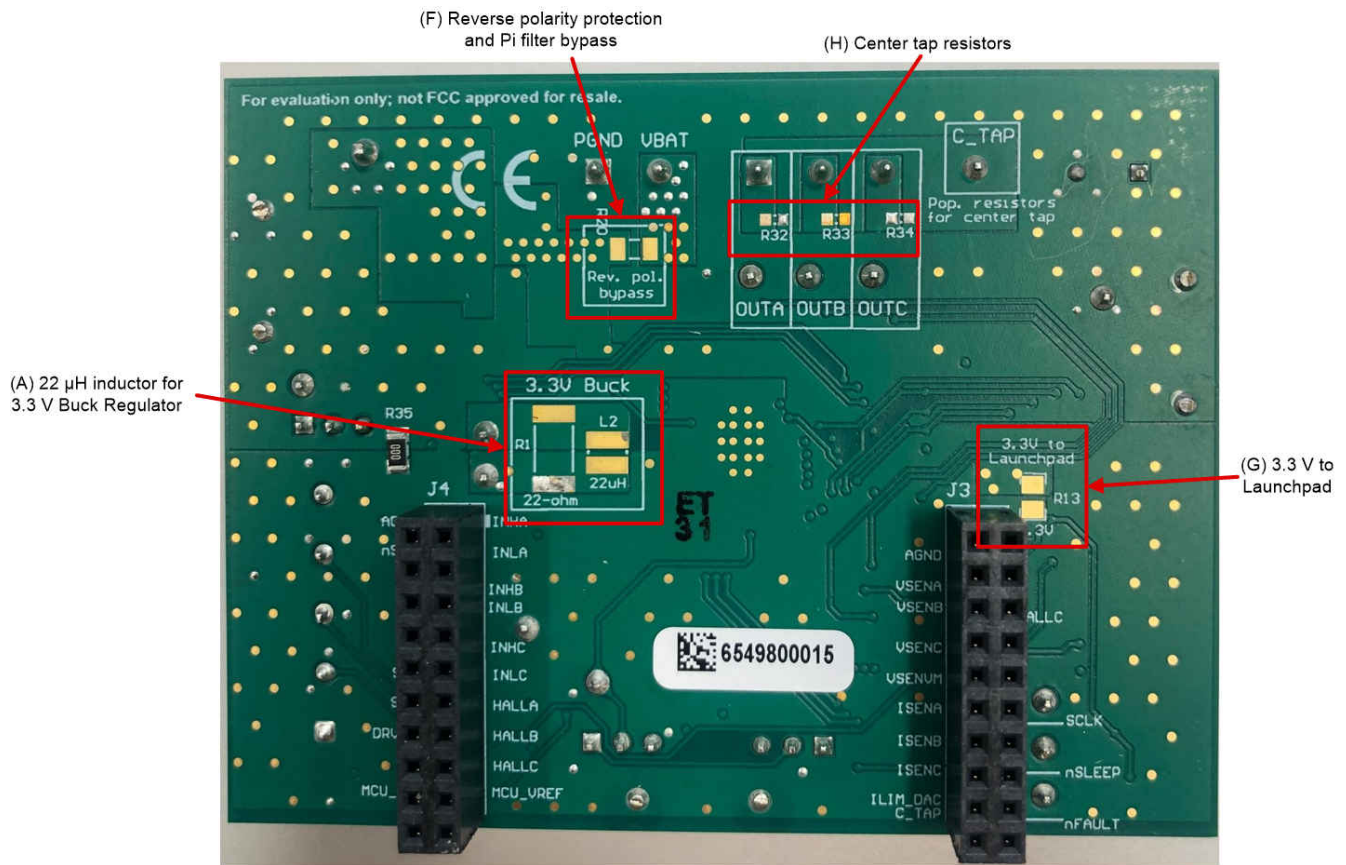 (F) Reverse polarity protection
and Pi filter bypass
(H) Center tap resistors
For evaluation only; not FCC approved for resale.
CE
PGND VBAT
C_TAP
R20
Pop. resistors
for center tap
R32 R33 R34
Rev. pol.
bypass
OUTA OUTB OUTC
(A) 22 µH inductor for
3.3 V Buck Regulator
3.3V Buck
R35
000
R1
L2
22uH
22-ohm
3.3V to
Launchpad
R13
(G) 3.3 V to
Launchpad
J4
J3
INHA
INLA
INHB
INLB
INHC
INLC
HALLA
HALLB
HALLC
MCU_VREF
MCU_
AGND
VSENA
VSENB
VSENC
VSENVM
ISENA
ISENB
ISENC
ILIM_DAC
C_TAP
SCLK
nSLEEP
nFAULT
6549800015